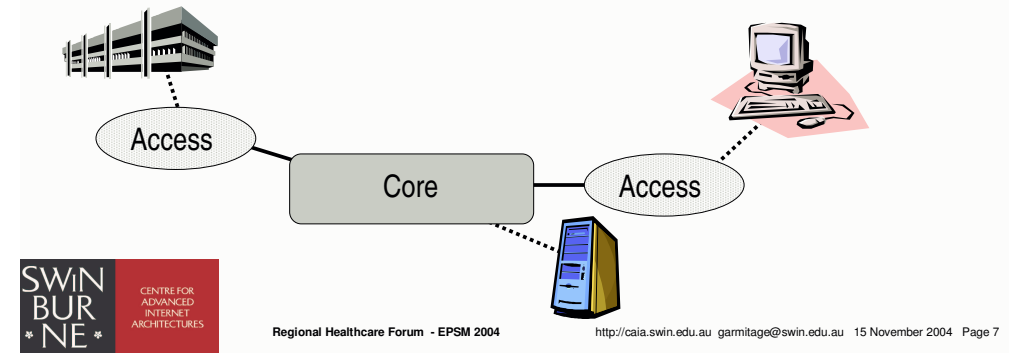 Access
Core
Access
SWiN
BUR
* NE *
CENTRE FOR
ADVANCED
INTERNET
ARCHITECTURES
Regional Healthcare Forum - EPSM 2004
http://caia.swin.edu.au garmitage@swin.edu.au 15 November 2004 Page 7